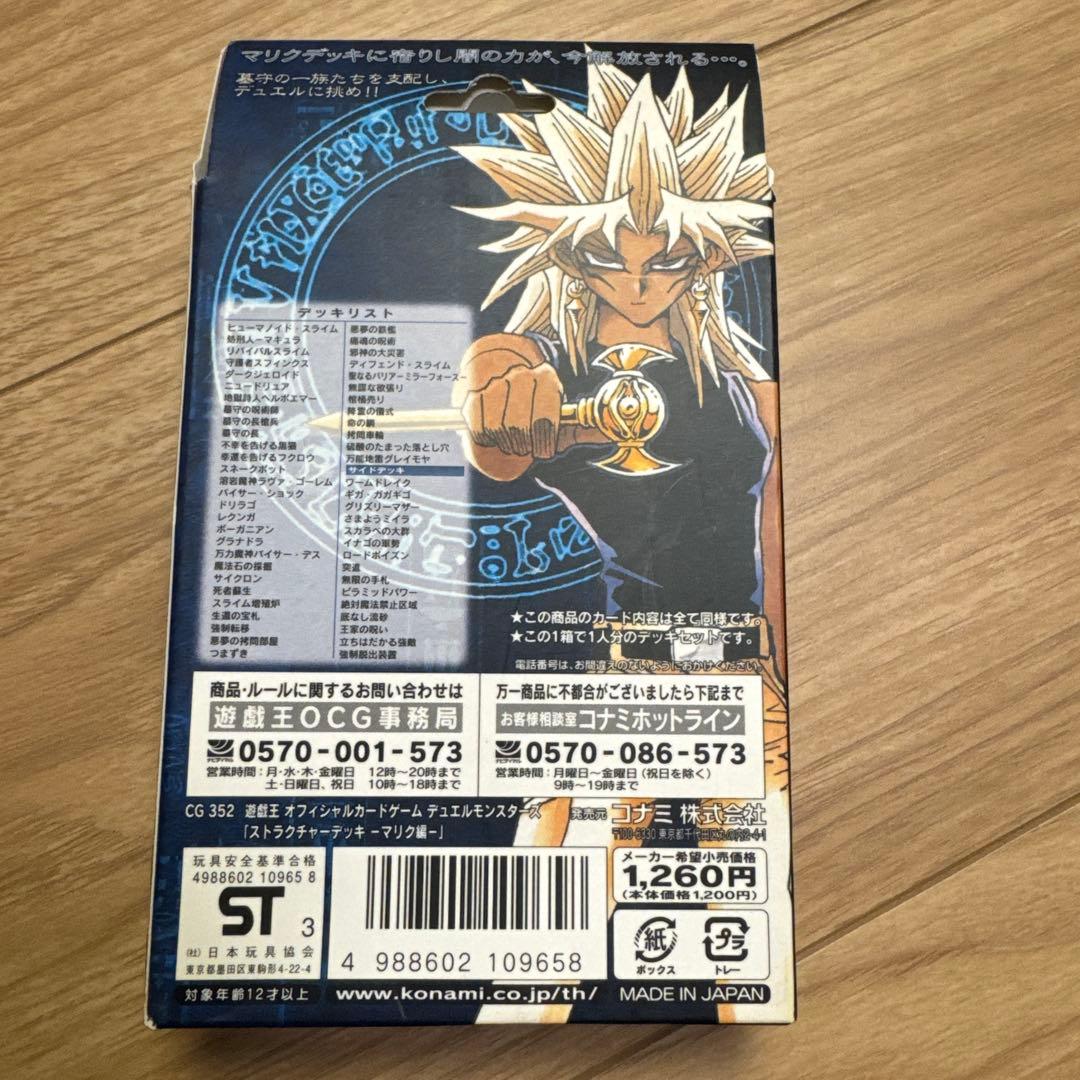 マリクデッキに宿りし闇の力が、今解放される…。
墓守の一族たちを支配し、
デュエルに挑め!!
デッキリスト
ヒューマノイド・スライム
処刑人-マキュラ
リバイバルスライム
守護者スフィンクス
ダークジェロイド
ニュードリュア
地獄詩人ヘルポエマー
墓守の呪術師
墓守の長槍兵
墓守の長
不幸を告げる黒猫
幸運を告げるフクロウ
スネークポット
溶岩魔神ラヴァ・ゴーレム
バイサー・ショック
ドリラゴ
レクンガ
ボーガニアン
グラナドラ
万力魔神バイサー・デス
魔法石の採掘
サイクロン
死者蘇生
スライム増殖炉
生還の宝札
強制転移
悪夢の拷問部屋
つまずき
悪夢の鉄檻
痛魂の呪術
邪神の大災害
ディフェンド・スライム
聖なるバリアーミラーフォース-
無謀な欲張り
棺桶売り
降霊の儀式
命の綱
拷問車輪
硫酸のたまった落とし穴
万能地雷グレイモヤ
サイドデッキ
ワームドレイク
ギガ・ガガギゴ
グリズリーマザー
さまようミイラ
スカラベの大群
イナゴの軍勢
ロードポイズン
突進
無限の手札
ピラミッドパワー
絶対魔法禁止区域
底なし流砂
王家の呪い
立ちはだかる強敵
強制脱出装置
★この商品のカード内容は全て同様です。
★この1箱で1人分のデッキセットです。
電話番号は、お間違えのないようにおかけください。
商品・ルールに関するお問い合わせは
遊戯王OCG事務局
0570-001-573
営業時間:月・水・木・金曜日 12時〜20時まで
土・日曜日、祝日 10時〜18時まで
万一商品に不都合がございましたら下記まで
お客様相談室 コナミホットライン
0570-086-573
営業時間:月曜日〜金曜日(祝日を除く)
9時〜19時まで
CG 352 遊戯王 オフィシャルカードゲーム デュエルモンスターズ
「ストラクチャーデッキ -マリク編-」
発売元 コナミ 株式会社
〒100-6330 東京都千代田区丸の内2-4-1
玩具安全基準合格
4988602 10965 8
ST 3
(社)日本玩具協会
東京都墨田区東駒形4-22-4
対象年齢12才以上
4 988602 109658
www.konami.co.jp/th/
メーカー希望小売価格
1,260円
(本体価格1,200円)
紙
ボックス
プラ
トレー
MADE IN JAPAN